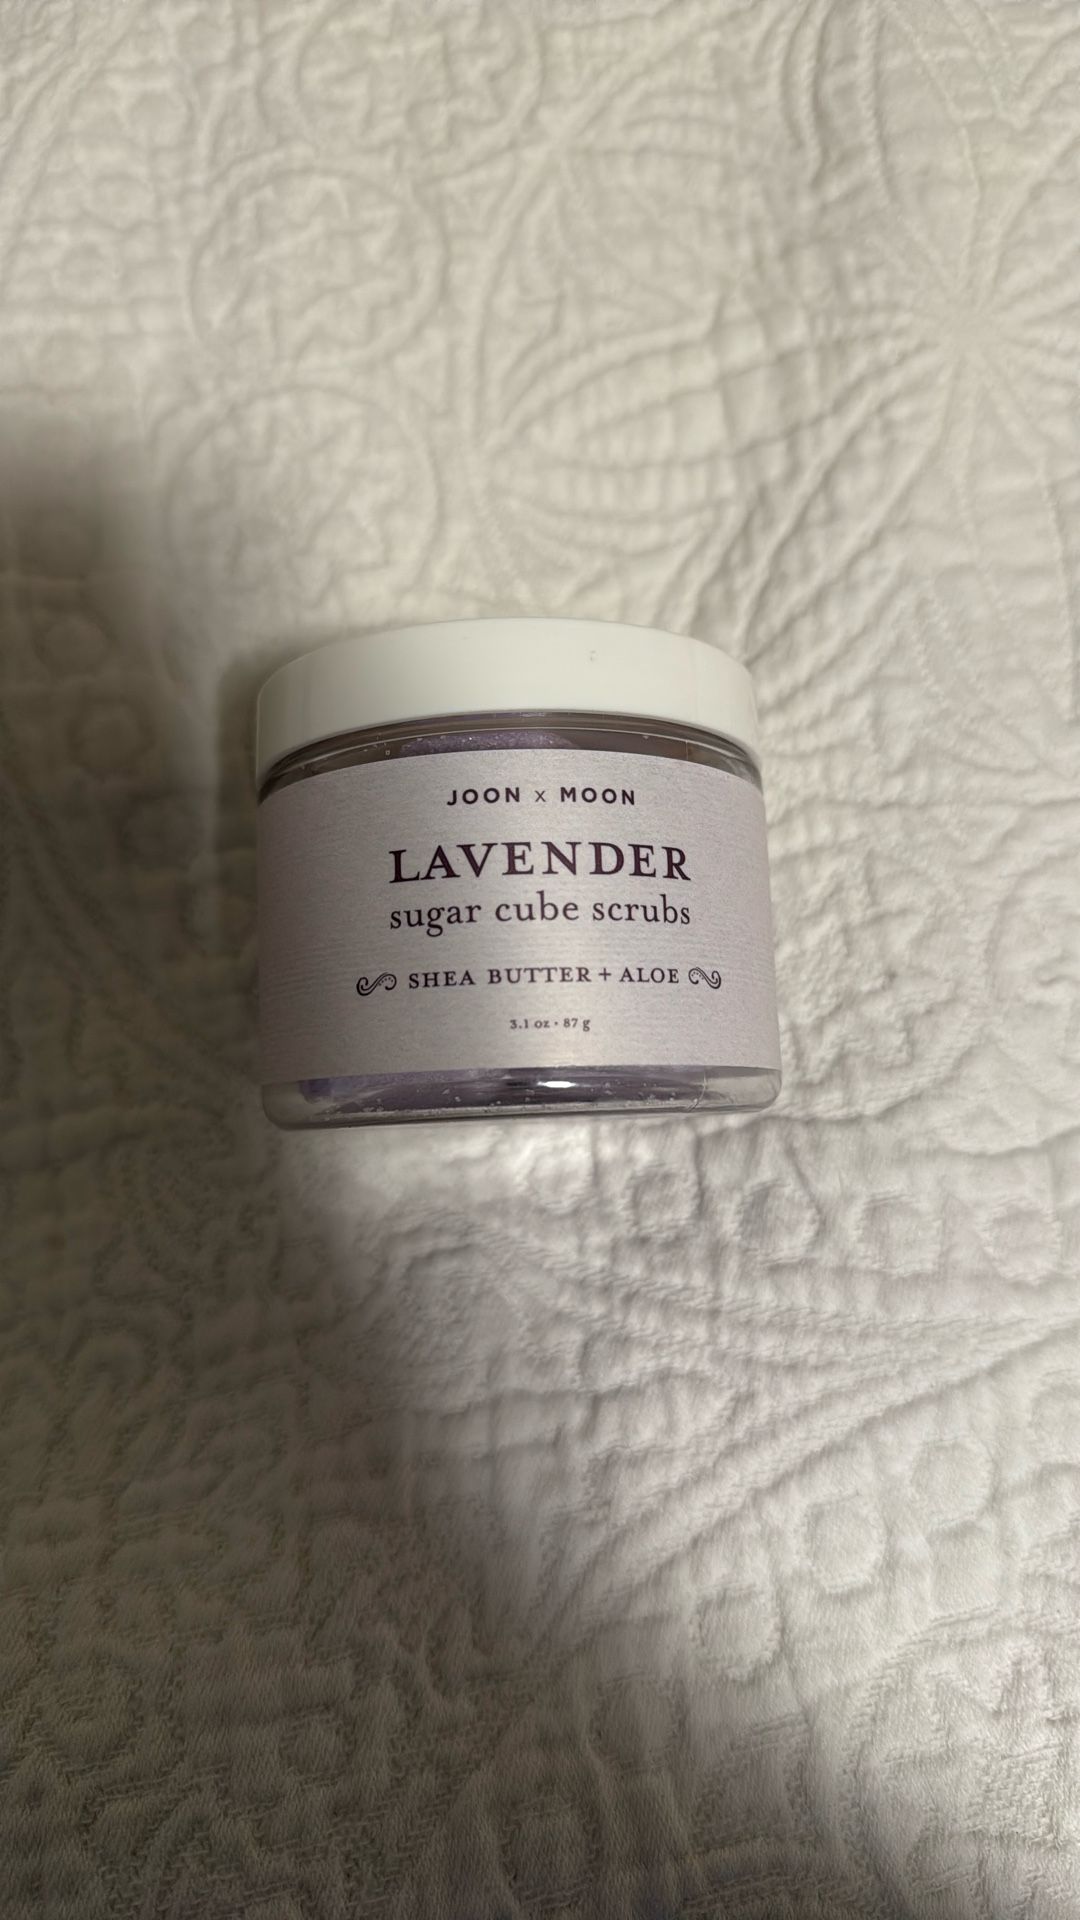 JOON x MOON
LAVENDER
sugar cube scrubs
SHEA BUTTER + ALOE
3.1 oz · 87 g